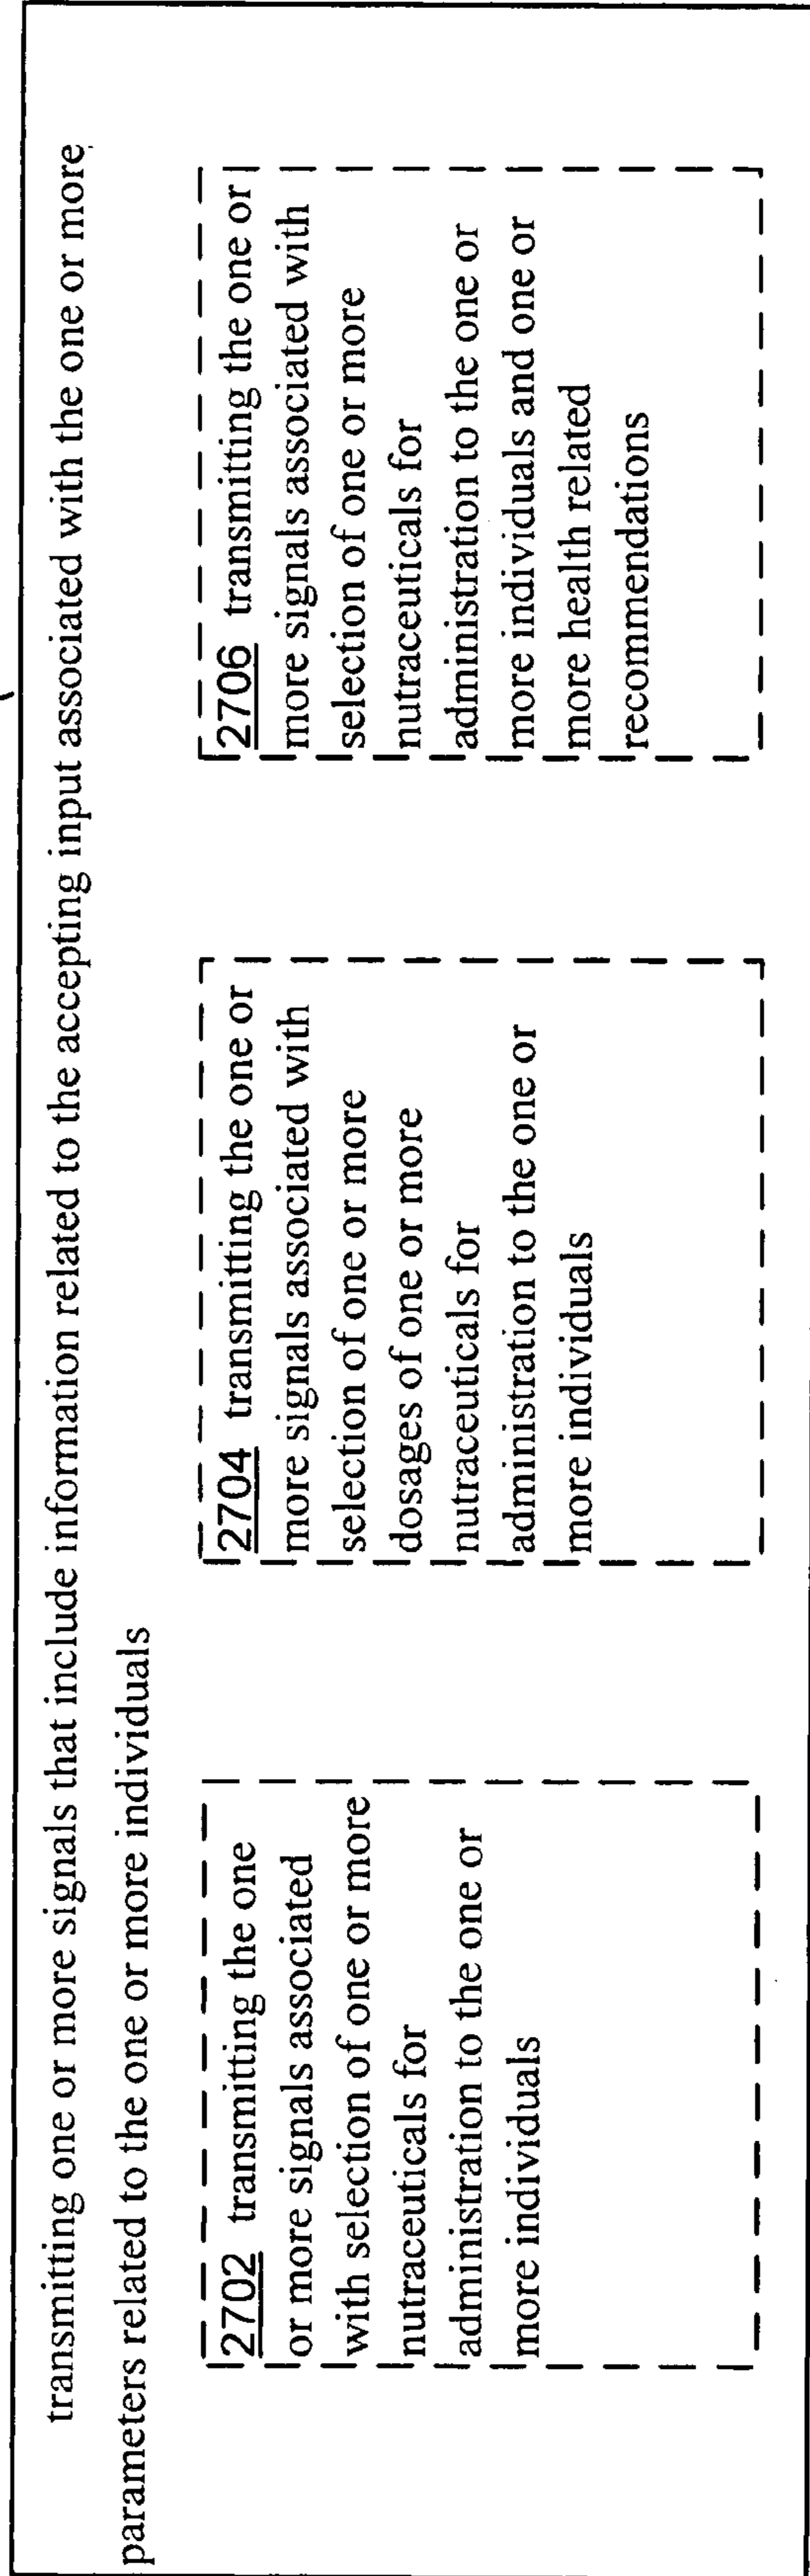 transmitting one or more signals that include information related to the accepting input associated with the one or more
parameters related to the one or more individuals
2702 transmitting the one
or more signals associated
with selection of one or more
nutraceuticals for
administration to the one or
more individuals
2704 transmitting the one or
more signals associated with
selection of one or more
dosages of one or more
nutraceuticals for
administration to the one or
more individuals
2706 transmitting the one or
more signals associated with
selection of one or more
nutraceuticals for
administration to the one or
more individuals and one or
more health related
recommendations